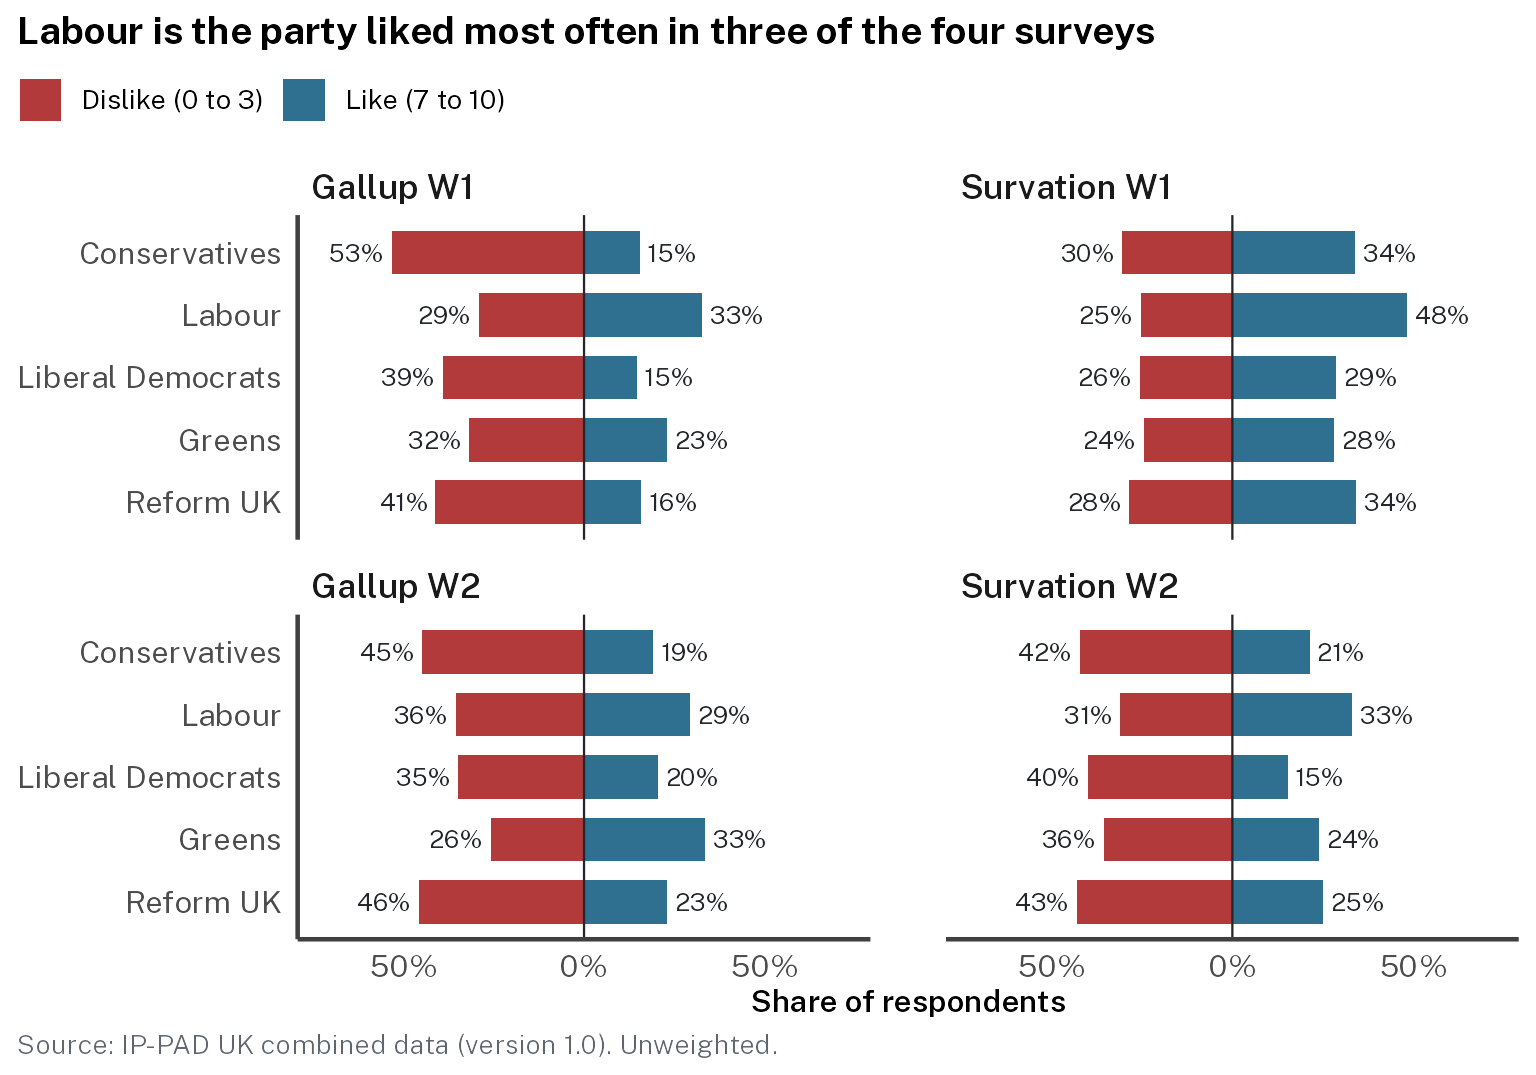 Labour is the party liked most often in three of the four surveys
Dislike (0 to 3)
Like (7 to 10)
Gallup W1
Conservatives 53% 15%
Labour 29% 33%
Liberal Democrats 39% 15%
Greens 32% 23%
Reform UK 41% 16%
Survation W1
30% 34%
25% 48%
26% 29%
24% 28%
28% 34%
Gallup W2
Conservatives 45% 19%
Labour 36% 29%
Liberal Democrats 35% 20%
Greens 26% 33%
Reform UK 46% 23%
50% 0% 50%
Survation W2
42% 21%
31% 33%
40% 15%
36% 24%
43% 25%
50% 0% 50%
Share of respondents
Source: IP-PAD UK combined data (version 1.0). Unweighted.